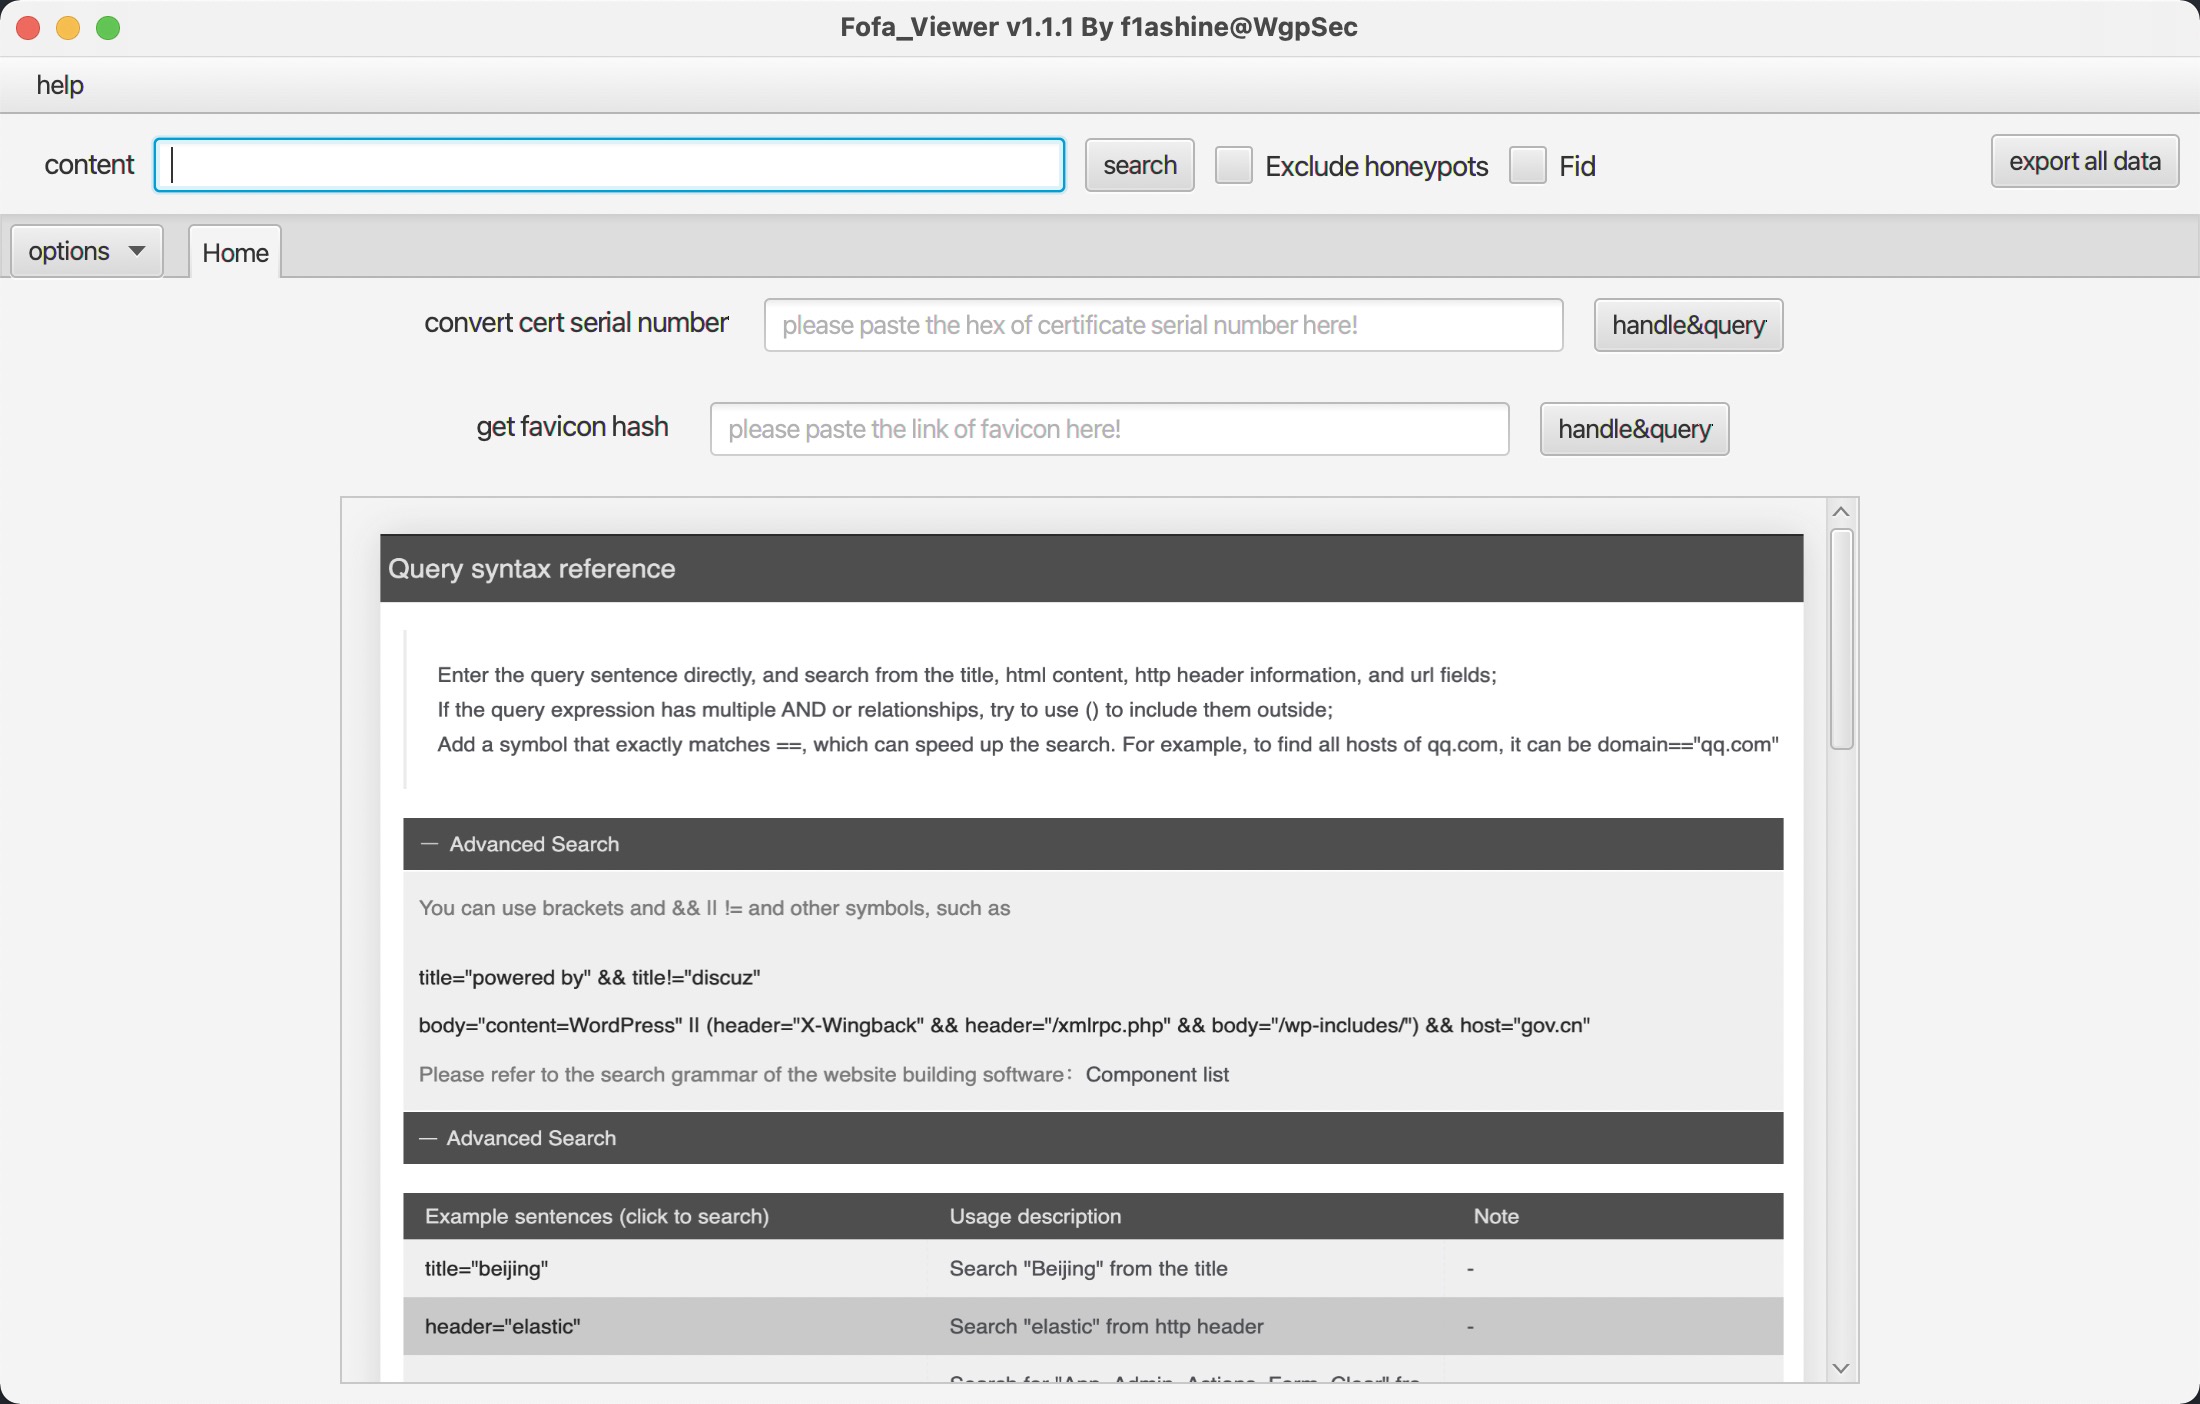 Fofa_Viewer v1.1.1 By f1ashine@WgpSec
help
content search Exclude honeypots Fid export all data
options Home
convert cert serial number please paste the hex of certificate serial number here! handle&query
get favicon hash please paste the link of favicon here! handle&query
Query syntax reference
Enter the query sentence directly, and search from the title, html content, http header information, and url fields;
If the query expression has multiple AND or relationships, try to use () to include them outside;
Add a symbol that exactly matches ==, which can speed up the search. For example, to find all hosts of qq.com, it can be domain=="qq.com"
— Advanced Search
You can use brackets and && || != and other symbols, such as
title="powered by" && title!="discuz"
body="content=WordPress" || (header="X-Wingback" && header="/xmlrpc.php" && body="/wp-includes/") && host="gov.cn"
Please refer to the search grammar of the website building software：Component list
— Advanced Search
Example sentences (click to search) Usage description Note
title="beijing" Search "Beijing" from the title -
header="elastic" Search "elastic" from http header -
Search for "App_Admin_Actions_Form_Clear" fro